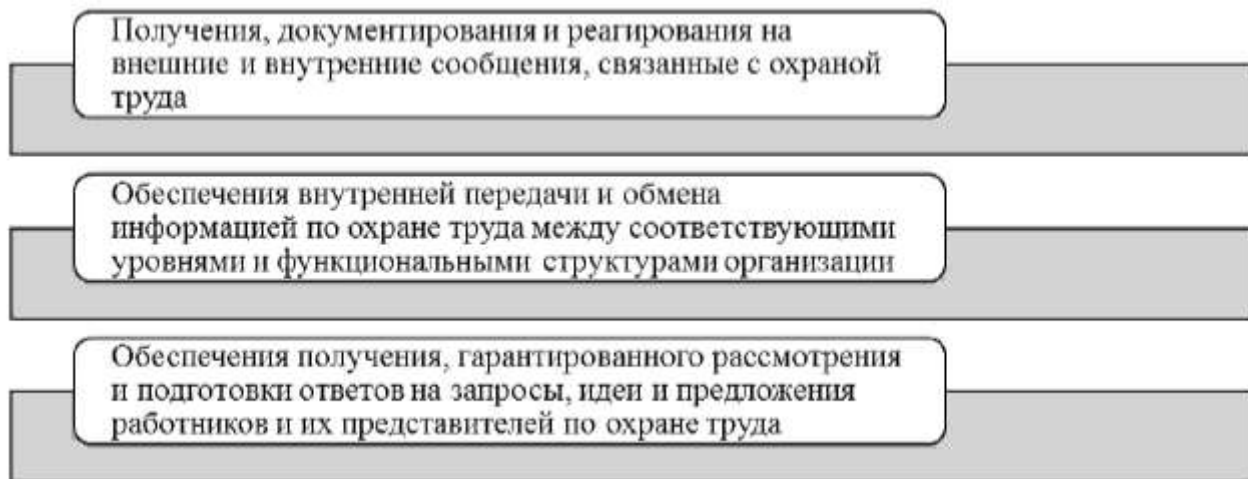 Получения, документирования и реагирования на
внешние и внутренние сообщения, связанные с охраной
труда
Обеспечения внутренней передачи и обмена
информацией по охране труда между соответствующими
уровнями и функциональными структурами организации
Обеспечения получения, гарантированного рассмотрения
и подготовки ответов на запросы, идеи и предложения
работников и их представителей по охране труда